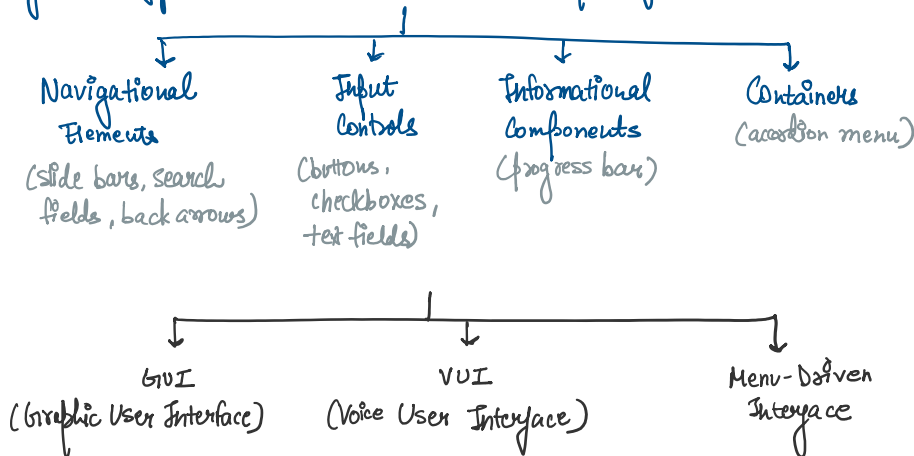 Navigational
Elements
(slide bars, search
fields, back arrows)
Input
Controls
(buttons,
checkboxes,
text fields)
Informational
Components
(progress bar)
Containers
(accordion menu)
GUI
(Graphic User Interface)
VUI
(Voice User Interface)
Menu-Driven
Interface